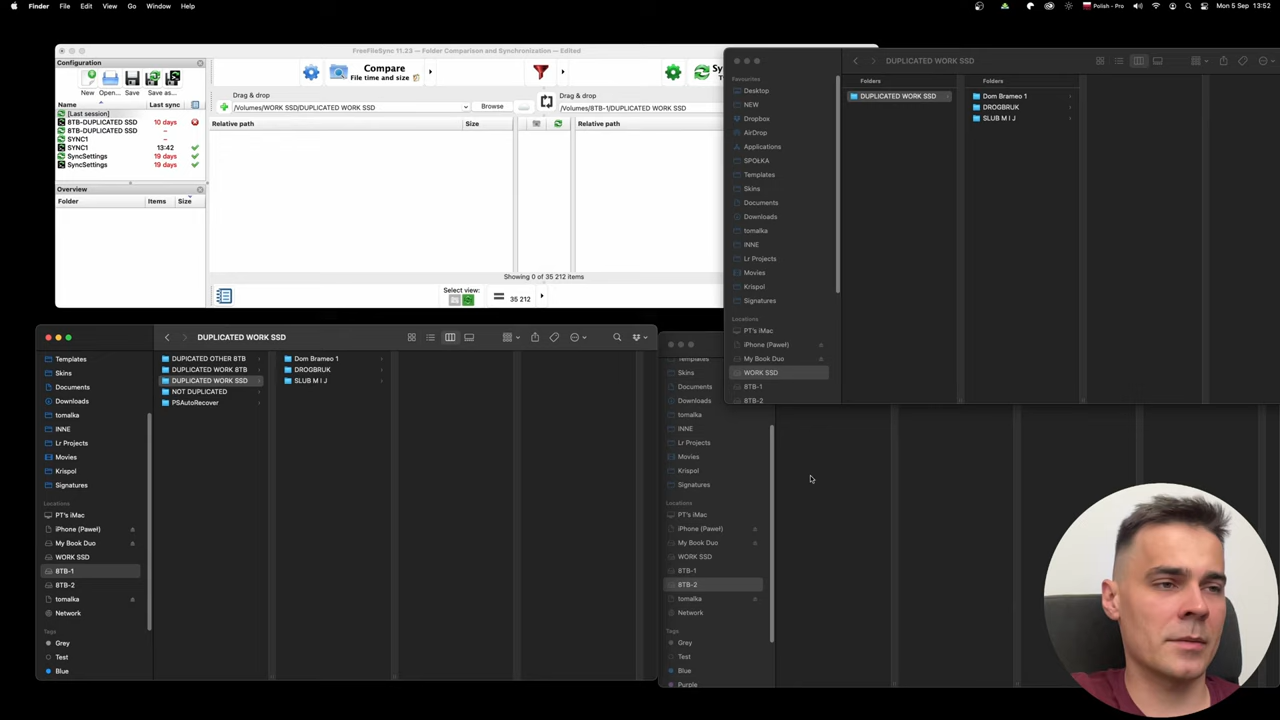 Finder File Edit View Go Window Help
Polish - Pro
Mon 5 Sep 13:52
FreeFileSync 11.23 — Folder Comparison and Synchronization – Edited
Configuration
New Open... Save Save as...
Name Last sync
[Last session]
8TB-DUPLICATED SSD 10 days
8TB-DUPLICATED SSD –
SYNC1 –
SYNC1 13:42
SyncSettings 19 days
SyncSettings 19 days
Overview
Folder Items Size
Compare
File time and size
Drag & drop
/Volumes/WORK SSD/DUPLICATED WORK SSD
Browse
Relative path Size
Drag & drop
/Volumes/8TB-1/DUPLICATED WORK SSD
Relative path
Showing 0 of 35 212 items
Select view:
35 212
DUPLICATED WORK SSD
Favourites
Desktop
NEW
Dropbox
AirDrop
Applications
SPOŁKA
Templates
Skins
Documents
Downloads
tomalka
INNE
Lr Projects
Movies
Krispol
Signatures
Locations
PT's iMac
iPhone (Paweł)
My Book Duo
WORK SSD
8TB-1
8TB-2
Folders
DUPLICATED WORK SSD
Folders
Dom Brameo 1
DROGBRUK
SLUB M I J
DUPLICATED WORK SSD
Templates
Skins
Documents
Downloads
tomalka
INNE
Lr Projects
Movies
Krispol
Signatures
Locations
PT's iMac
iPhone (Paweł)
My Book Duo
WORK SSD
8TB-1
8TB-2
tomalka
Network
Tags
Grey
Test
Blue
DUPICATED OTHER 8TB
DUPLICATED WORK 8TB
DUPLICATED WORK SSD
NOT DUPLICATED
PSAutoRecover
Dom Brameo 1
DROGBRUK
SLUB M I J
Templates
Skins
Documents
Downloads
tomalka
INNE
Lr Projects
Movies
Krispol
Signatures
Locations
PT's iMac
iPhone (Paweł)
My Book Duo
WORK SSD
8TB-1
8TB-2
tomalka
Network
Tags
Grey
Test
Blue
Purple